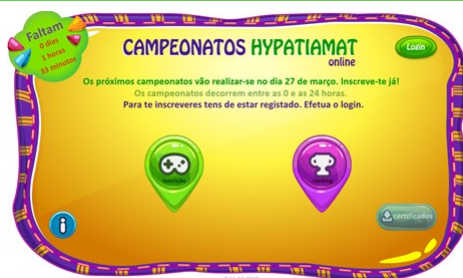 Faltam
0 dias
1 horas
33 minutos
CAMPEONATOS HYPATIAMAT
online
Login
Os próximos campeonatos vão realizar-se no dia 27 de março. Inscreve-te já!
Os campeonatos decorrem entre as 0 e as 24 horas.
Para te inscreveres tens de estar registado. Efetua o login.
inscrição
ranking
certificados
i